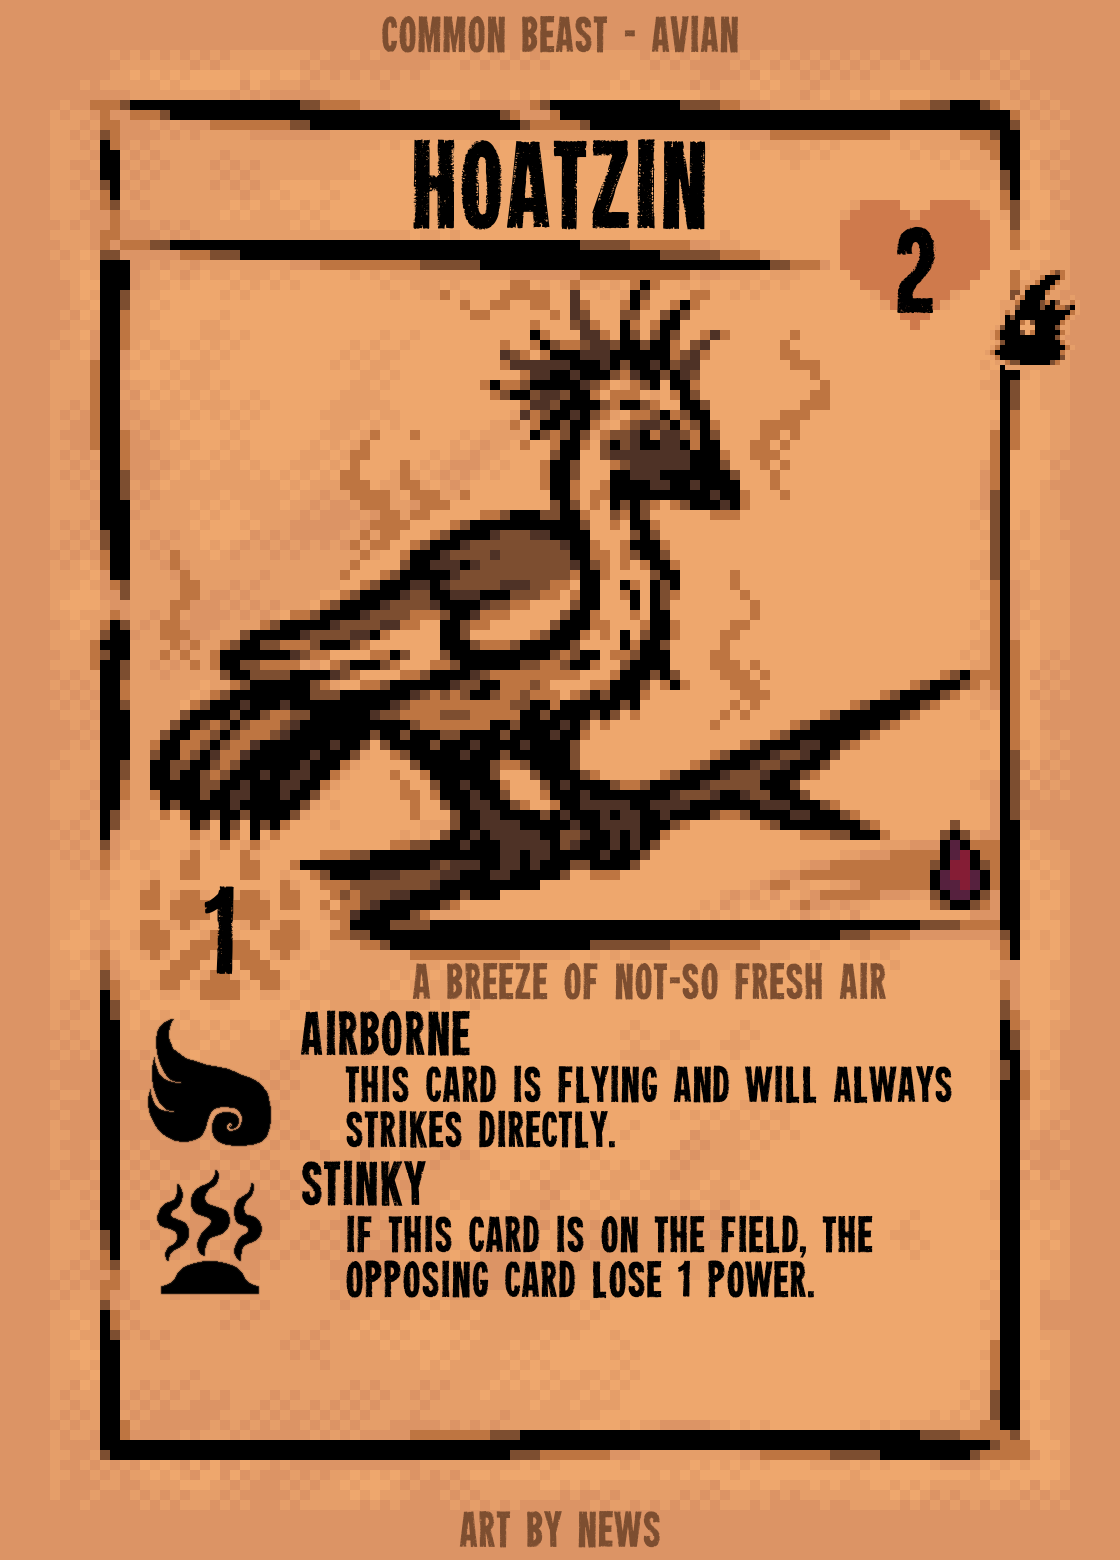 COMMON BEAST - AVIAN
HOATZIN
2
1
A BREEZE OF NOT-SO FRESH AIR
AIRBORNE
THIS CARD IS FLYING AND WILL ALWAYS
STRIKES DIRECTLY.
STINKY
IF THIS CARD IS ON THE FIELD, THE
OPPOSING CARD LOSE 1 POWER.
ART BY NEWS